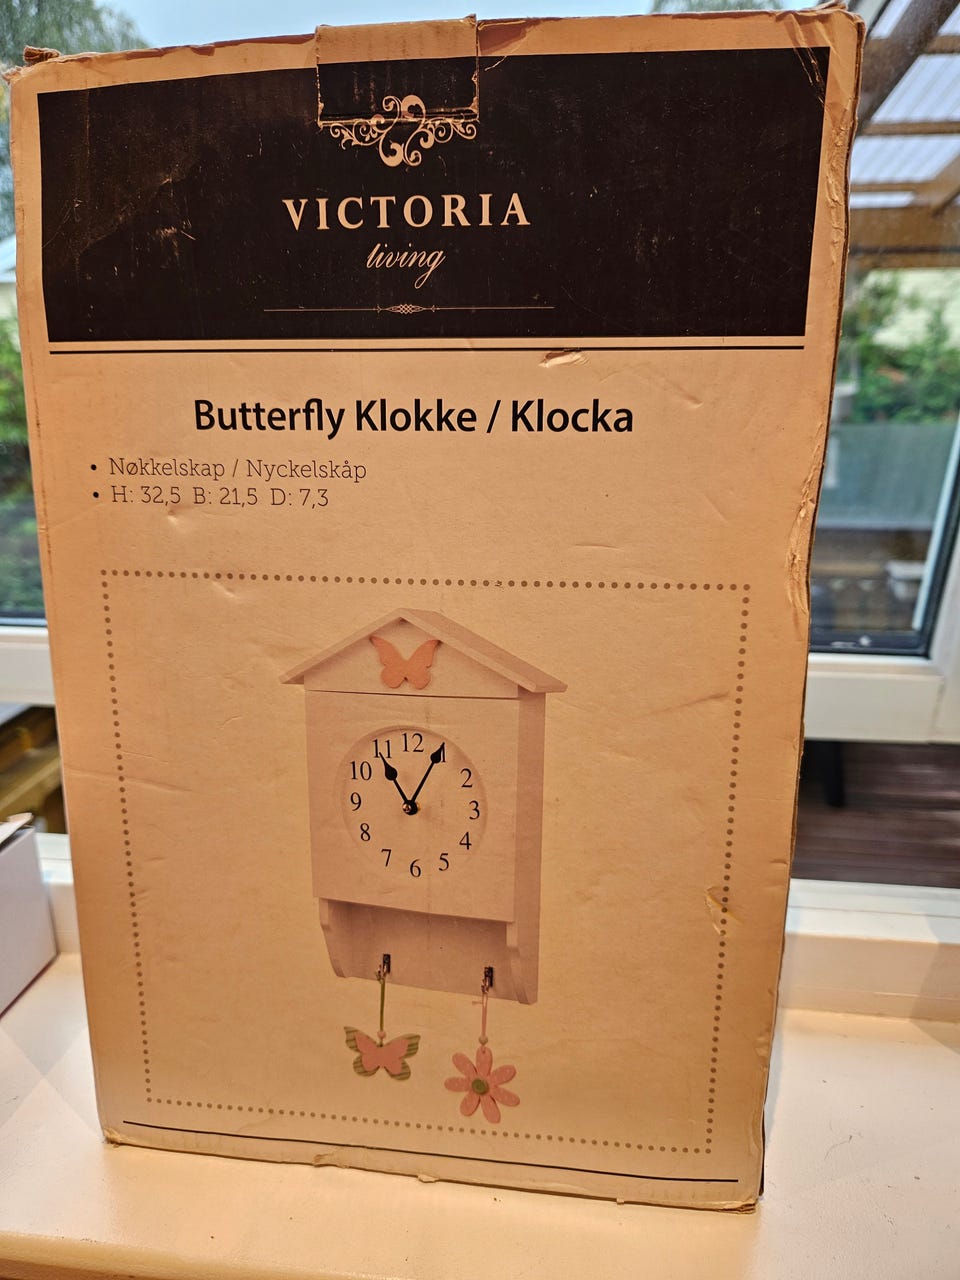 VICTORIA
living
Butterfly Klokke / Klocka
• Nøkkelskap / Nyckelskåp
• H: 32,5 B: 21,5 D: 7,3
11 12 1
10 2
9 3
8 4
7 6 5